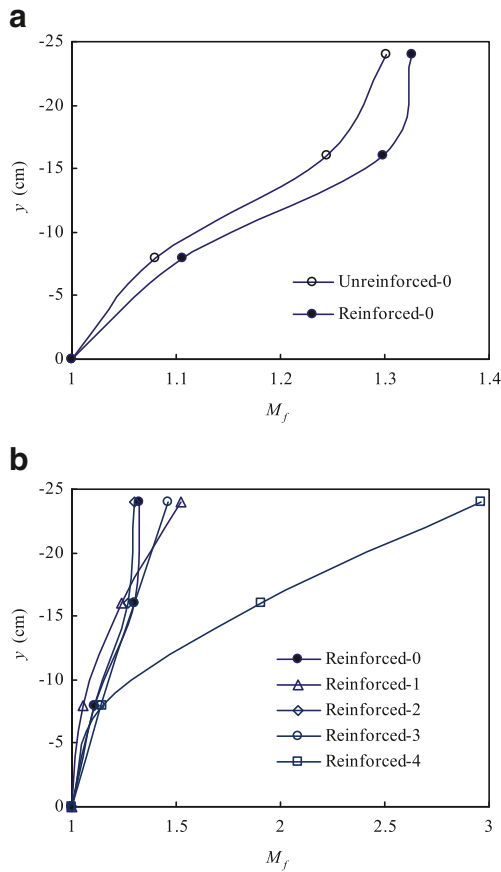 a
-25
-20
-15
-10
-5
0
y (cm)
Unreinforced-0
Reinforced-0
1
1.1
1.2
1.3
1.4
M_f
b
-25
-20
-15
-10
-5
0
y (cm)
Reinforced-0
Reinforced-1
Reinforced-2
Reinforced-3
Reinforced-4
1
1.5
2
2.5
3
M_f